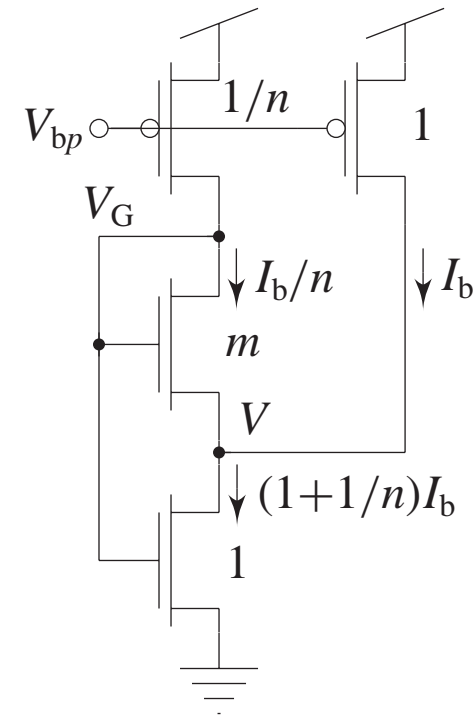 1/n
V_bp
1
V_G
I_b/n
I_b
m
V
(1+1/n)I_b
1